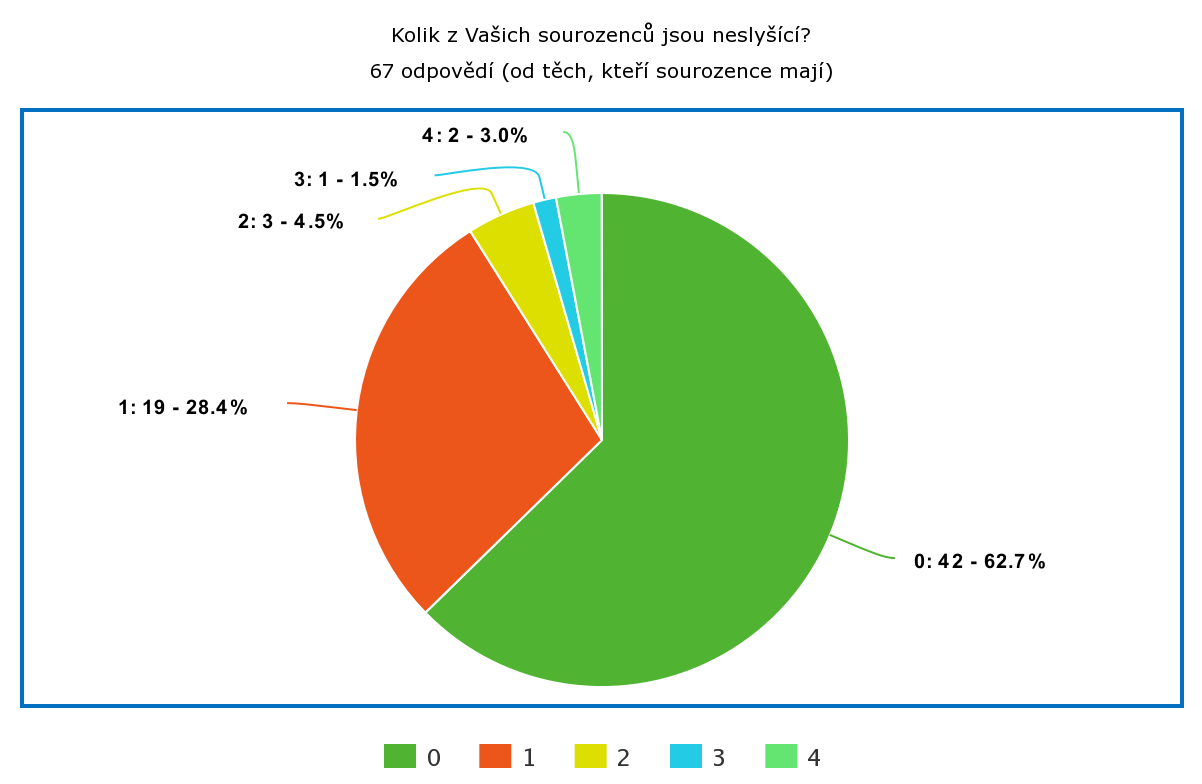 Kolik z Vašich sourozenců jsou neslyšící?
67 odpovědí (od těch, kteří sourozence mají)
4: 2 - 3.0%
3: 1 - 1.5%
2: 3 - 4.5%
1: 19 - 28.4%
0: 42 - 62.7%
0 1 2 3 4